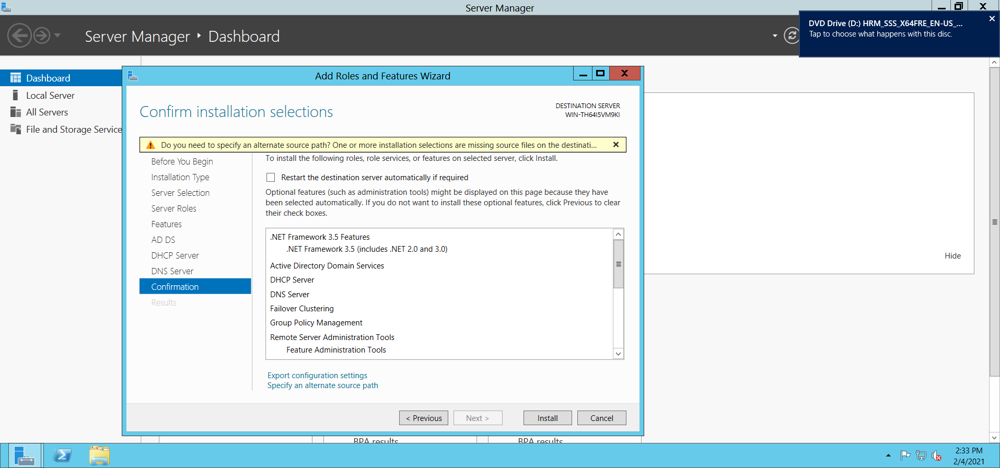 Server Manager
DVD Drive (D:) HRM_SSS_X64FRE_EN-US_...
Tap to choose what happens with this disc.
Server Manager ‣ Dashboard
Dashboard
Local Server
All Servers
File and Storage Service
Add Roles and Features Wizard
Confirm installation selections
DESTINATION SERVER
WIN-TH64I5VM9KI
Do you need to specify an alternate source path? One or more installation selections are missing source files on the destinati...
Before You Begin
Installation Type
Server Selection
Server Roles
Features
AD DS
DHCP Server
DNS Server
Confirmation
Results
To install the following roles, role services, or features on selected server, click Install.
Restart the destination server automatically if required
Optional features (such as administration tools) might be displayed on this page because they have
been selected automatically. If you do not want to install these optional features, click Previous to clear
their check boxes.
.NET Framework 3.5 Features
.NET Framework 3.5 (includes .NET 2.0 and 3.0)
Active Directory Domain Services
DHCP Server
DNS Server
Failover Clustering
Group Policy Management
Remote Server Administration Tools
Feature Administration Tools
Export configuration settings
Specify an alternate source path
< Previous
Next >
Install
Cancel
Hide
BPA results
BPA results
2:33 PM
2/4/2021